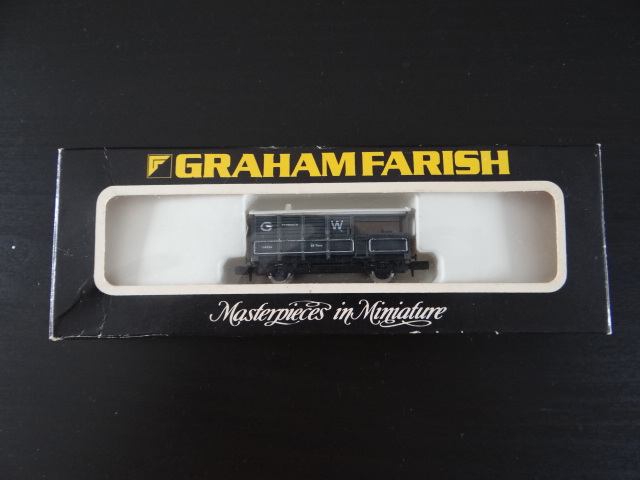 GRAHAM FARISH
G W
Masterpieces in Miniature